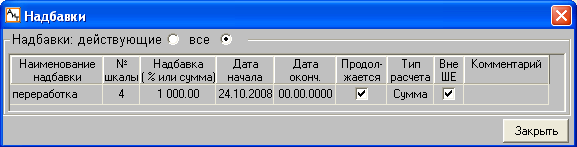 Надбавки
Надбавки: действующие все
Наименование надбавки № шкалы Надбавка ( % или сумма) Дата начала Дата оконч. Продол-жается Тип расчета Вне ШЕ Комментарий
переработка 4 1 000.00 24.10.2008 00.00.0000 Сумма
Закрыть